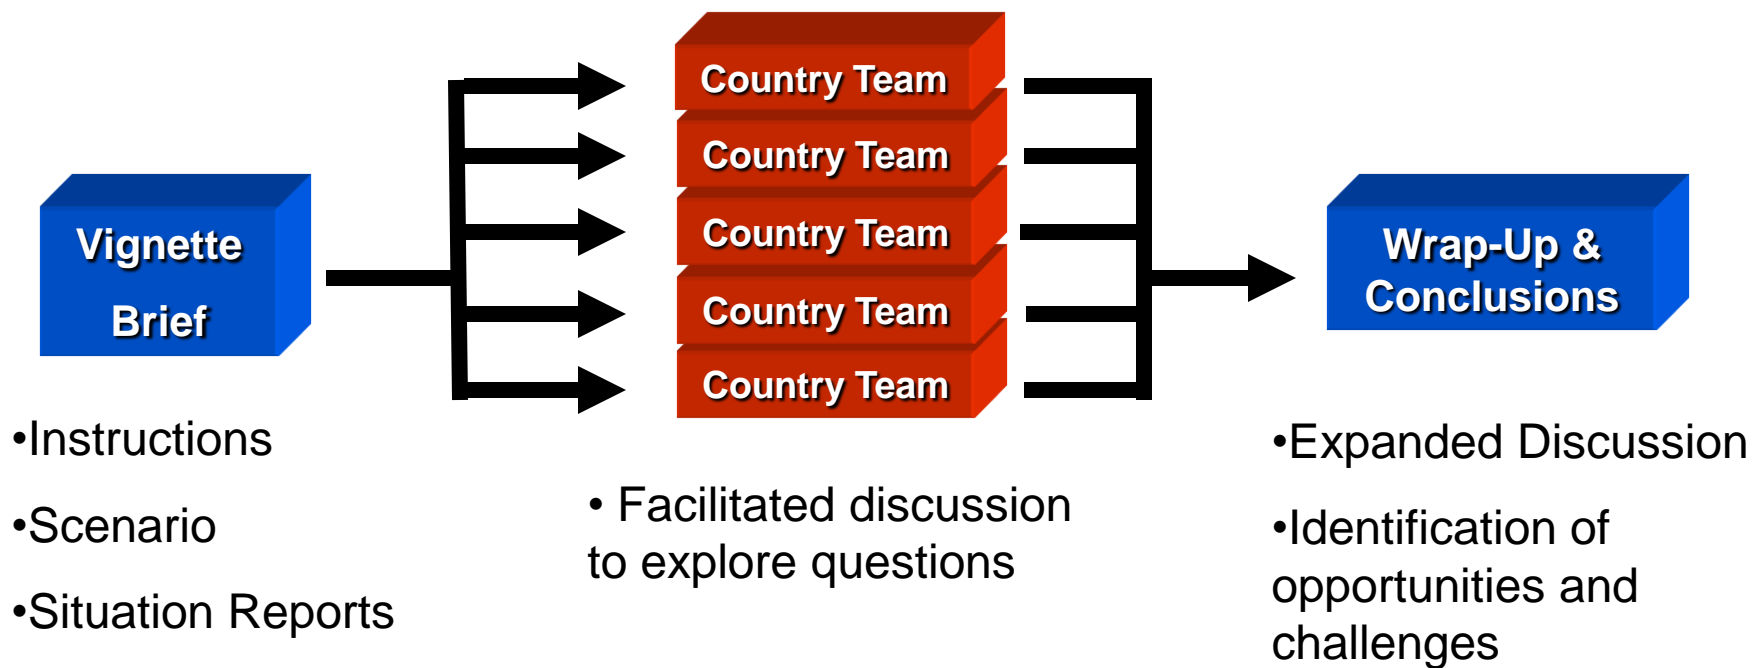 Vignette
Brief
•Instructions
•Scenario
•Situation Reports
Country Team
Country Team
Country Team
Country Team
Country Team
• Facilitated discussion
to explore questions
Wrap-Up &
Conclusions
•Expanded Discussion
•Identification of
opportunities and
challenges